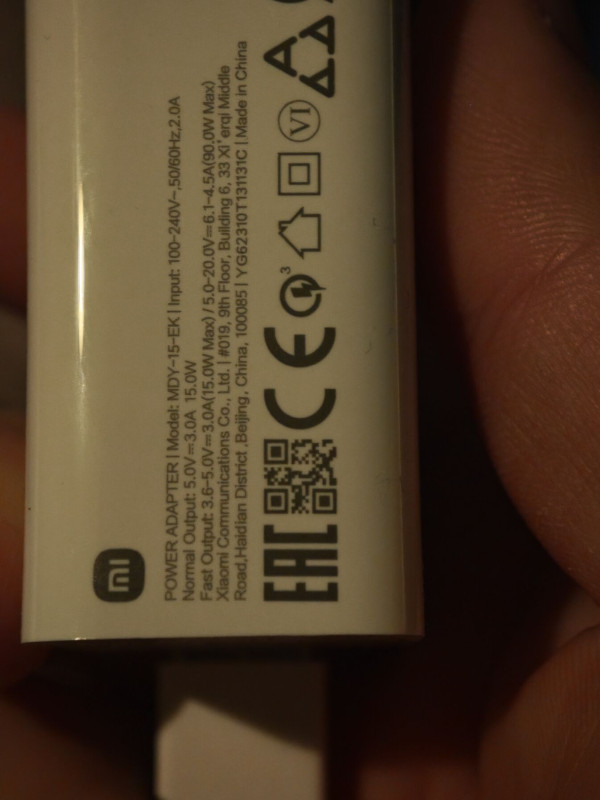 mi
POWER ADAPTER | Model: MDY-15-EK | Input: 100-240V~,50/60Hz,2.0A
Normal Output: 5.0V⎓3.0A 15.0W
Fast Output: 3.6-5.0V⎓3.0A(15.0W Max) / 5.0-20.0V⎓6.1-4.5A(90.0W Max)
Xiaomi Communications Co., Ltd. | #019, 9th Floor, Building 6, 33 Xi'erqi Middle
Road,Haidian District ,Beijing, China, 100085 | YG62310T131131C | Made in China
EAC CE 3 VI